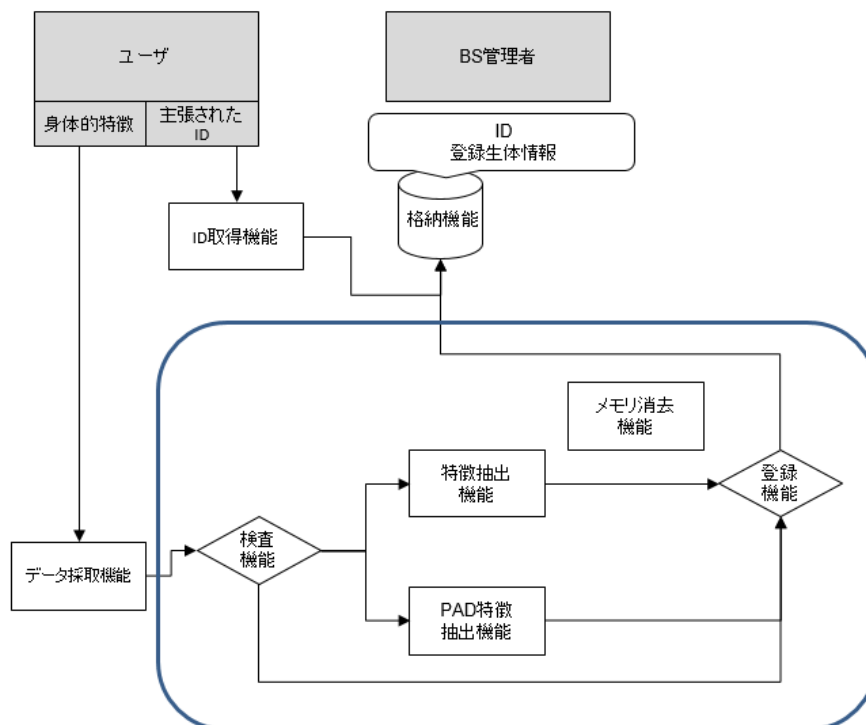 ユーザ
BS管理者
身体的特徴
主張された
ID
ID
登録生体情報
格納機能
ID取得機能
メモリ消去
機能
特徴抽出
機能
登録
機能
検査
機能
データ採取機能
PAD特徴
抽出機能